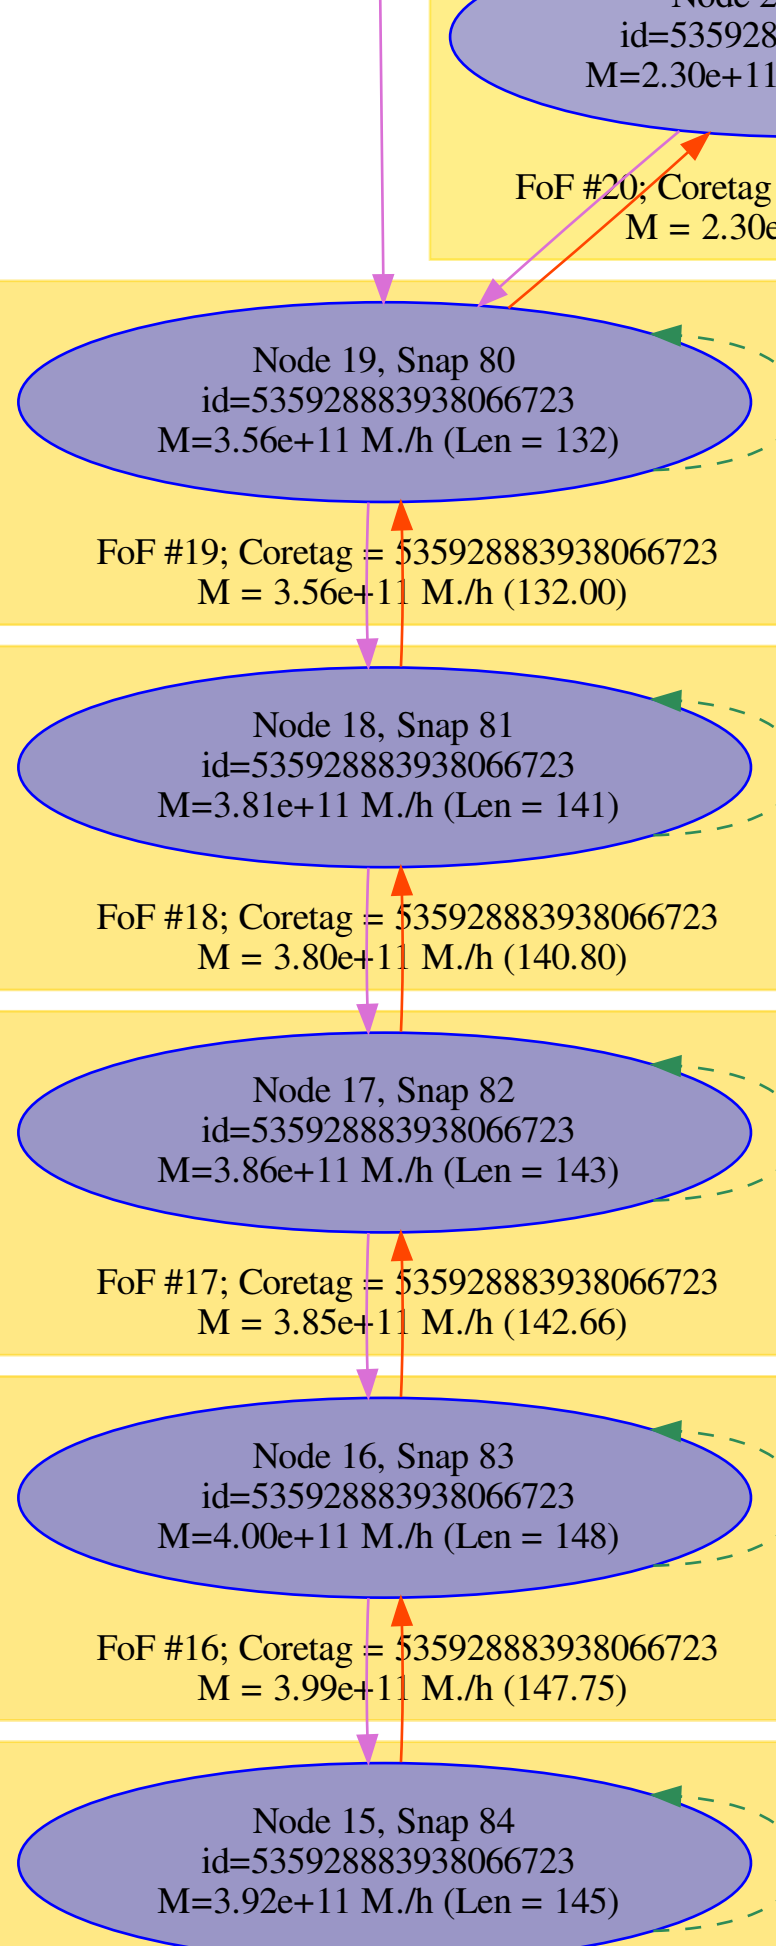 Node 2
id=535928
M=2.30e+11
FoF #20; Coretag
M = 2.30e
Node 19, Snap 80
id=535928883938066723
M=3.56e+11 M./h (Len = 132)
FoF #19; Coretag = 535928883938066723
M = 3.56e+11 M./h (132.00)
Node 18, Snap 81
id=535928883938066723
M=3.81e+11 M./h (Len = 141)
FoF #18; Coretag = 535928883938066723
M = 3.80e+11 M./h (140.80)
Node 17, Snap 82
id=535928883938066723
M=3.86e+11 M./h (Len = 143)
FoF #17; Coretag = 535928883938066723
M = 3.85e+11 M./h (142.66)
Node 16, Snap 83
id=535928883938066723
M=4.00e+11 M./h (Len = 148)
FoF #16; Coretag = 535928883938066723
M = 3.99e+11 M./h (147.75)
Node 15, Snap 84
id=535928883938066723
M=3.92e+11 M./h (Len = 145)